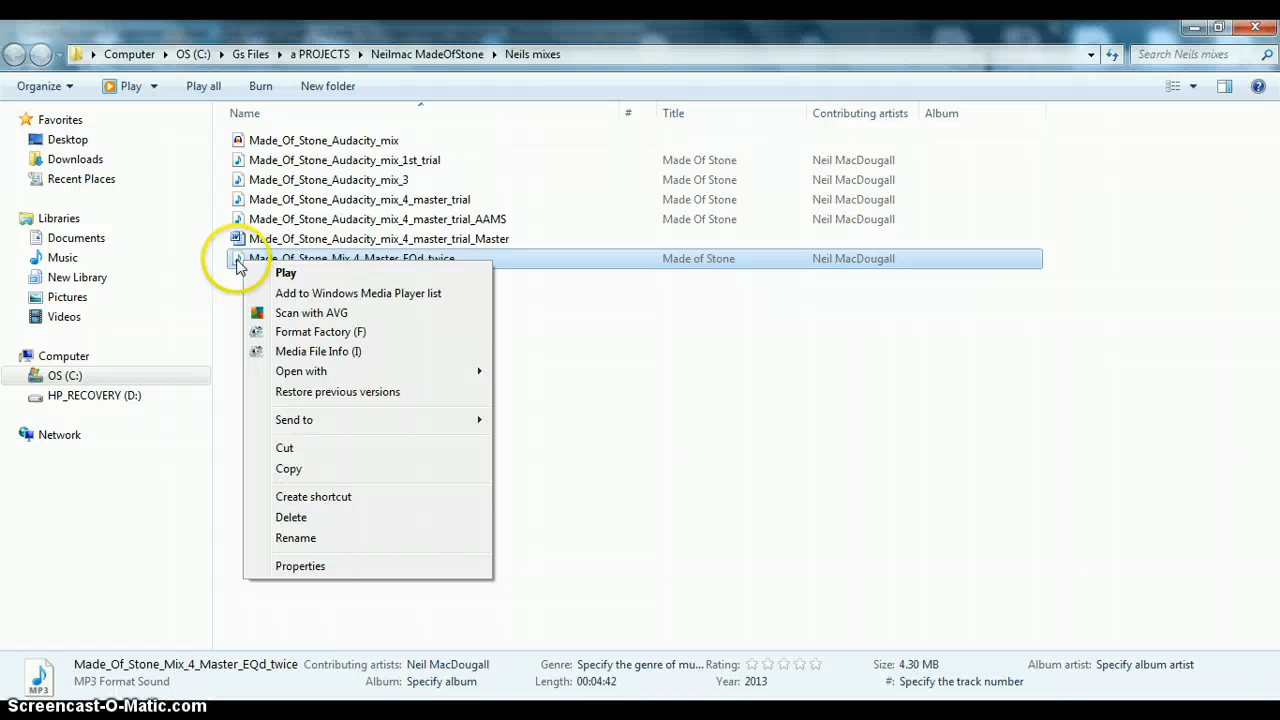 Computer OS (C:) Gs Files a PROJECTS Neilmac MadeOfStone Neils mixes Search Neils mixes
Organize Play Play all Burn New folder
Name # Title Contributing artists Album
Favorites
Desktop
Downloads
Recent Places
Libraries
Documents
Music
New Library
Pictures
Videos
Computer
OS (C:)
HP_RECOVERY (D:)
Network
Made_Of_Stone_Audacity_mix
Made_Of_Stone_Audacity_mix_1st_trial Made Of Stone Neil MacDougall
Made_Of_Stone_Audacity_mix_3 Made Of Stone Neil MacDougall
Made_Of_Stone_Audacity_mix_4_master_trial Made Of Stone Neil MacDougall
Made_Of_Stone_Audacity_mix_4_master_trial_AAMS Made Of Stone Neil MacDougall
Made_Of_Stone_Audacity_mix_4_master_trial_Master
Made_Of_Stone_Mix_4_Master_EQd_twice Made of Stone Neil MacDougall
Play
Add to Windows Media Player list
Scan with AVG
Format Factory (F)
Media File Info (I)
Open with
Restore previous versions
Send to
Cut
Copy
Create shortcut
Delete
Rename
Properties
Made_Of_Stone_Mix_4_Master_EQd_twice Contributing artists: Neil MacDougall Genre: Specify the genre of mu... Rating: Size: 4.30 MB Album artist: Specify album artist
MP3 Format Sound Album: Specify album Length: 00:04:42 Year: 2013 #: Specify the track number
MP3
Screencast-O-Matic.com